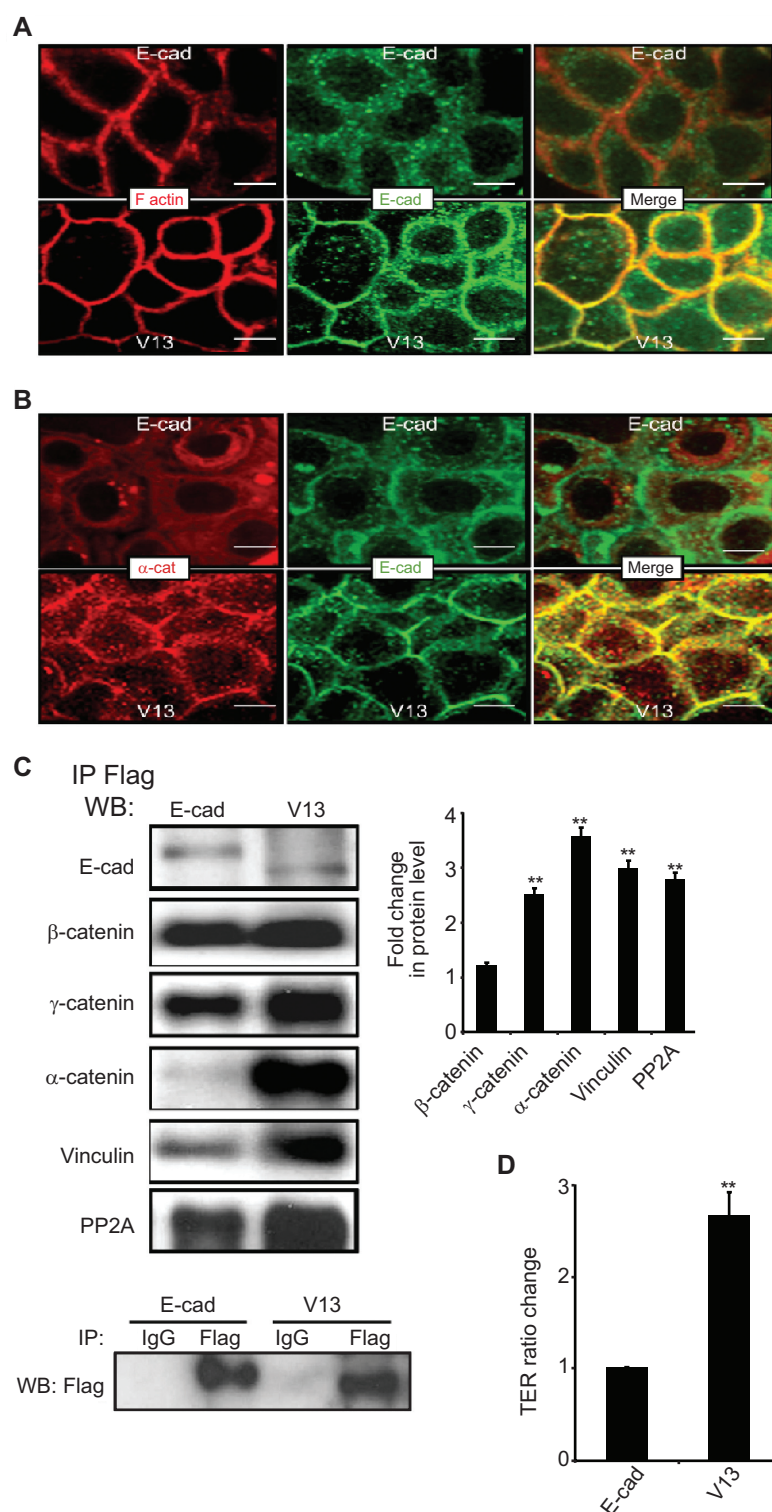 A
E-cad E-cad E-cad
F actin E-cad Merge
V13 V13 V13
B
E-cad E-cad E-cad
α-cat E-cad Merge
V13 V13 V13
C
IP Flag
WB: E-cad V13
E-cad
β-catenin
γ-catenin
α-catenin
Vinculin
PP2A
E-cad V13
IP: IgG Flag IgG Flag
WB: Flag
Fold change
in protein level
4
3
2
1
0
** ** ** **
β-catenin
γ-catenin
α-catenin
Vinculin
PP2A
D
TER ratio change
3
2
1
0
**
E-cad
V13